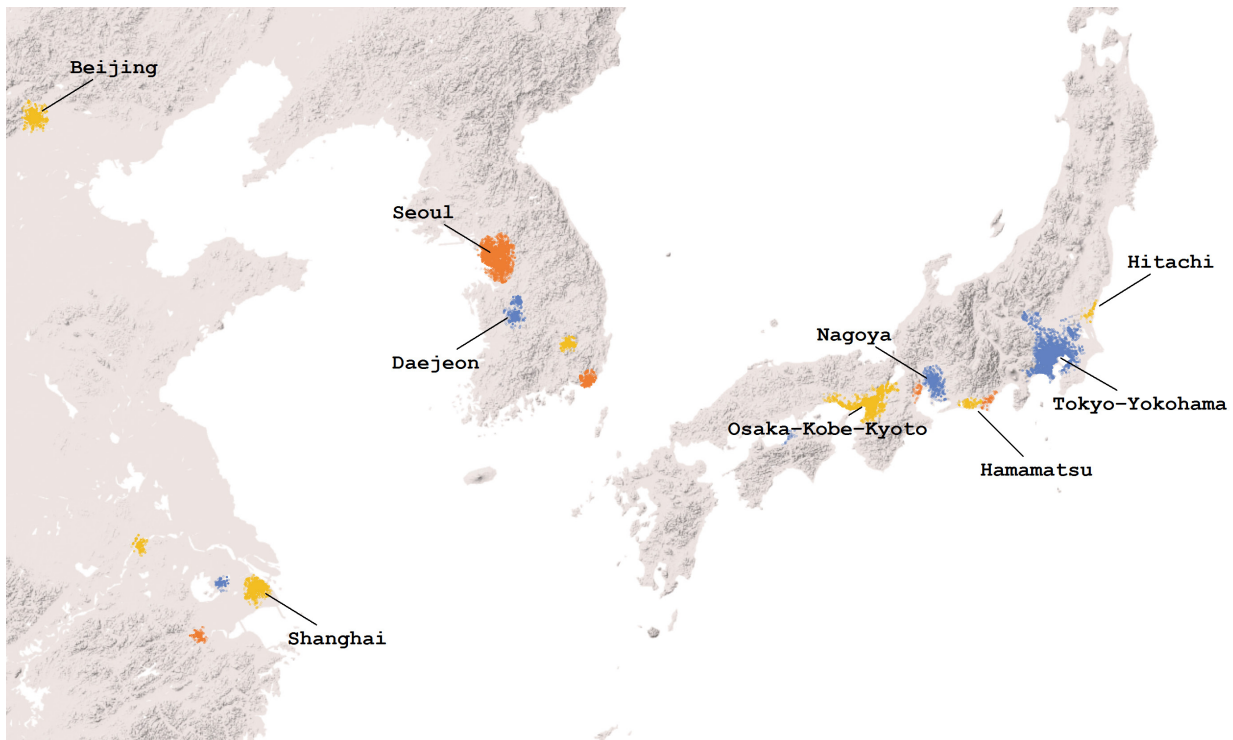 Beijing
Seoul
Hitachi
Nagoya
Daejeon
Tokyo-Yokohama
Osaka-Kobe-Kyoto
Hamamatsu
Shanghai